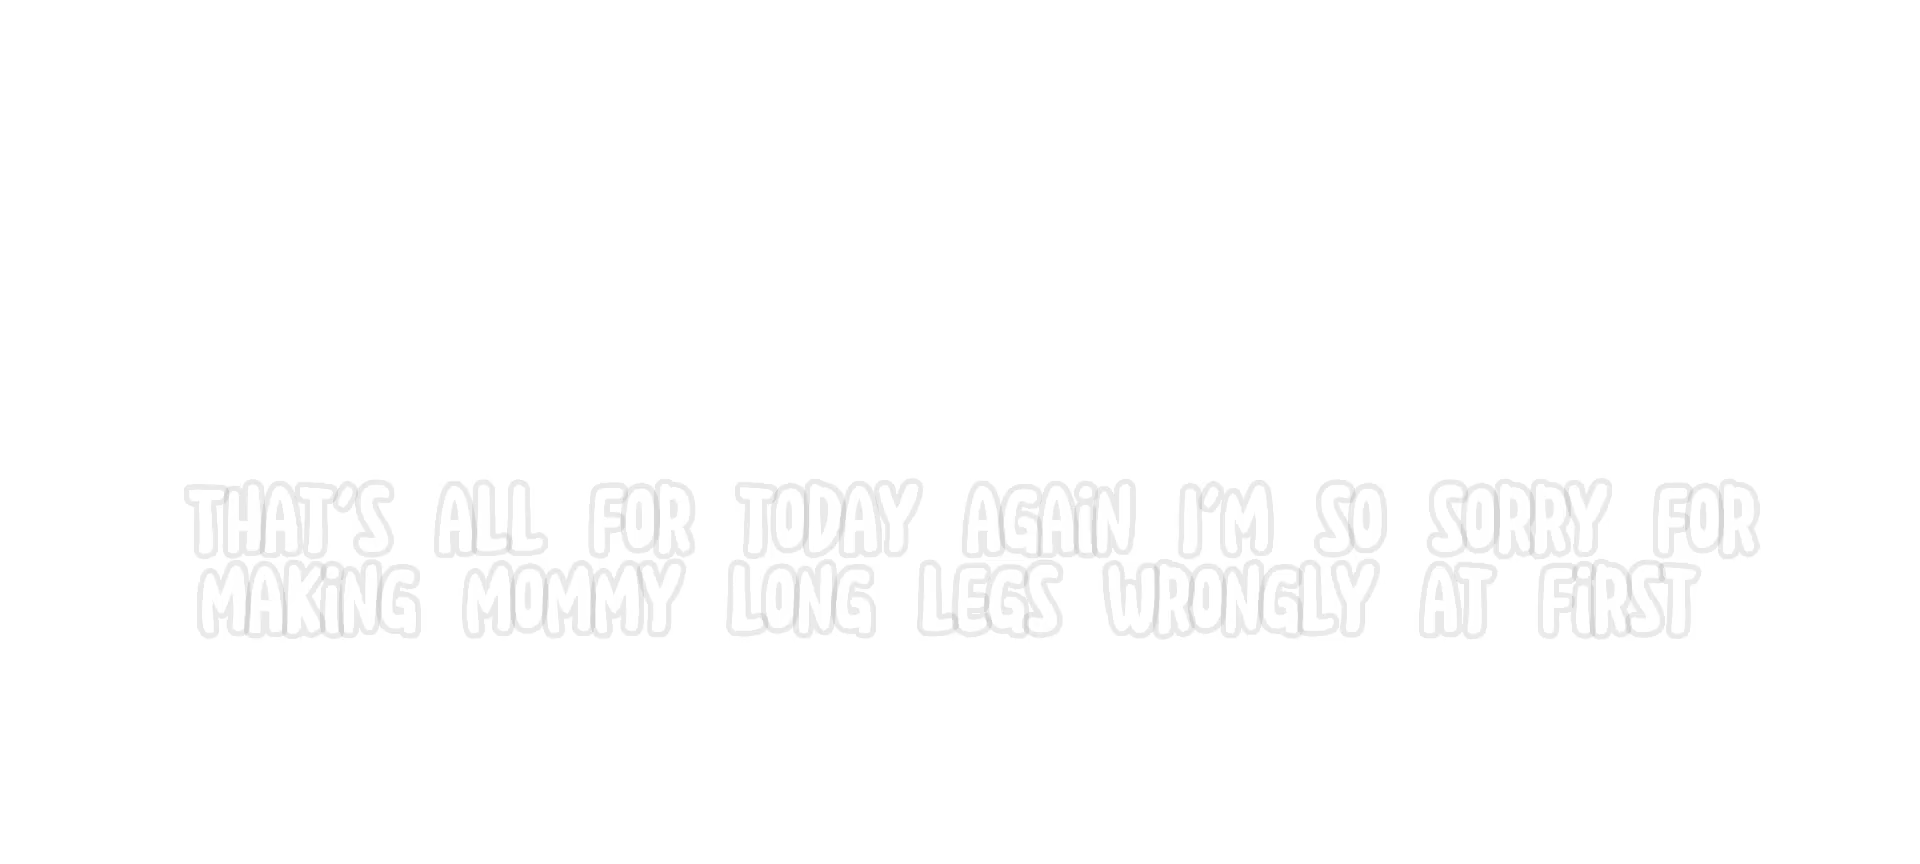 THAT'S ALL FOR TODAY AGAiN I'M SO SORRY FOR
MAKiNG MOMMY LONG LEGS WRONGLY AT FiRST